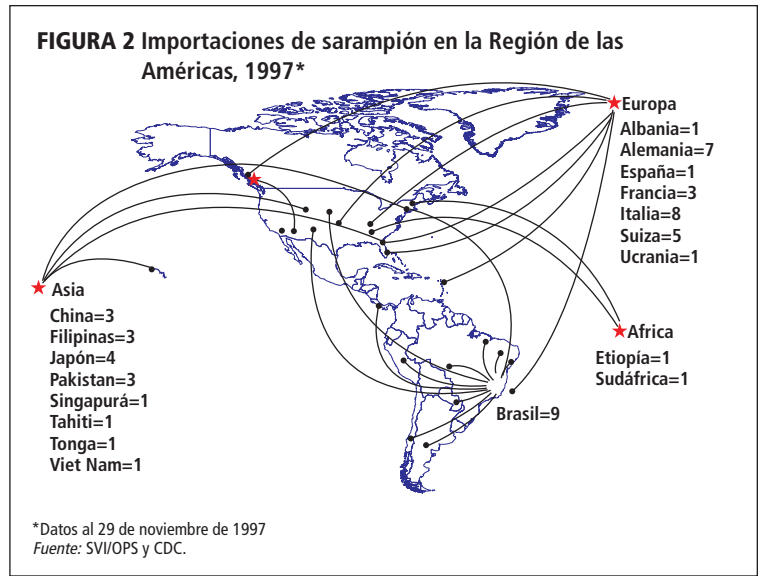 FIGURA 2 Importaciones de sarampión en la Región de las
Américas, 1997*
Europa
Albania=1
Alemania=7
España=1
Francia=3
Italia=8
Suiza=5
Ucrania=1
Asia
China=3
Filipinas=3
Japón=4
Pakistan=3
Singapurá=1
Tahiti=1
Tonga=1
Viet Nam=1
Africa
Etiopía=1
Sudáfrica=1
Brasil=9
*Datos al 29 de noviembre de 1997
Fuente: SVI/OPS y CDC.